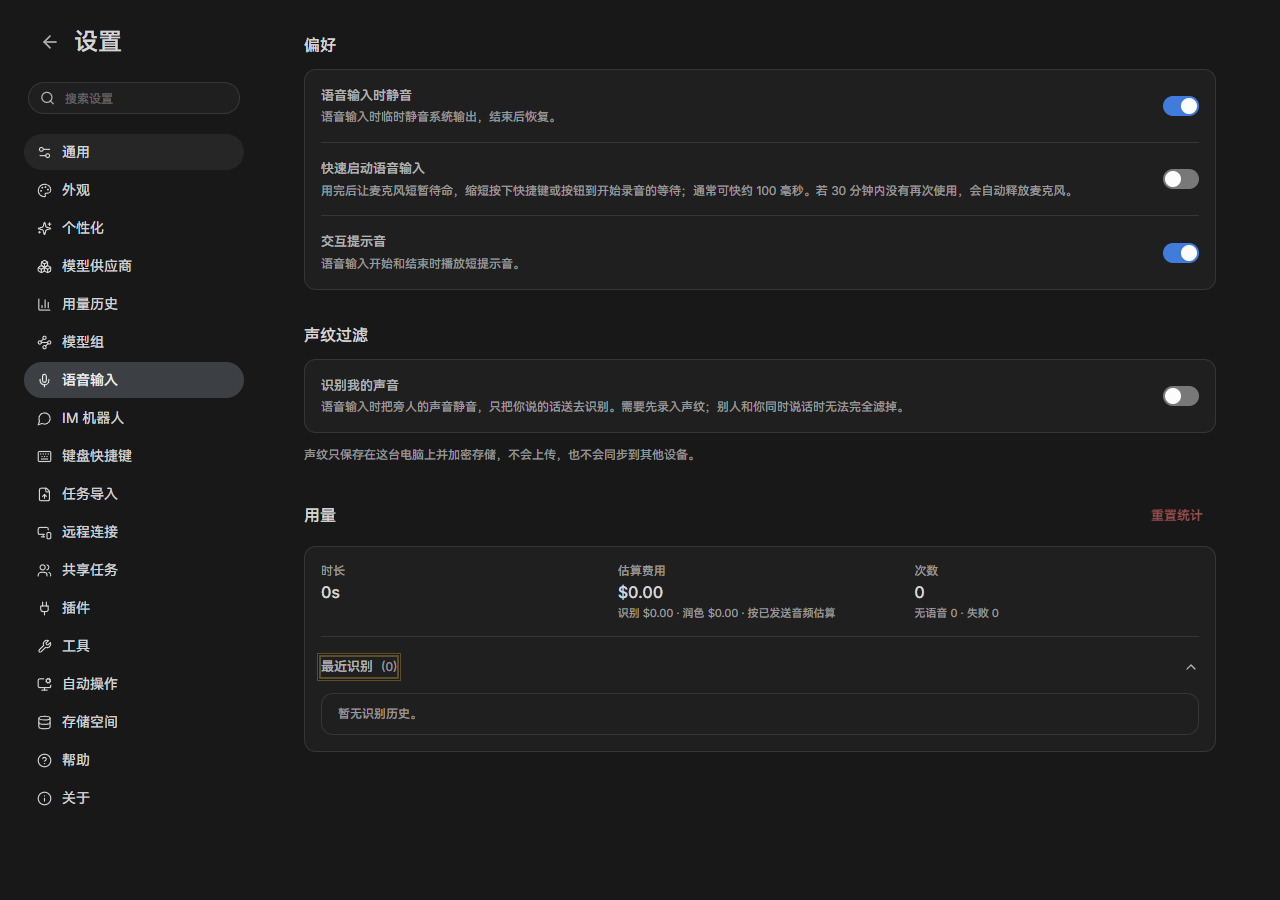 设置
搜索设置
通用
外观
个性化
模型供应商
用量历史
模型组
语音输入
IM 机器人
键盘快捷键
任务导入
远程连接
共享任务
插件
工具
自动操作
存储空间
帮助
关于
偏好
语音输入时静音
语音输入时临时静音系统输出，结束后恢复。
快速启动语音输入
用完后让麦克风短暂待命，缩短按下快捷键或按钮到开始录音的等待；通常可快约 100 毫秒。若 30 分钟内没有再次使用，会自动释放麦克风。
交互提示音
语音输入开始和结束时播放短提示音。
声纹过滤
识别我的声音
语音输入时把旁人的声音静音，只把你说的话送去识别。需要先录入声纹；别人和你同时说话时无法完全滤掉。
声纹只保存在这台电脑上并加密存储，不会上传，也不会同步到其他设备。
用量
重置统计
时长
0s
估算费用
$0.00
识别 $0.00 · 润色 $0.00 · 按已发送音频估算
次数
0
无语音 0 · 失败 0
最近识别 (0)
暂无识别历史。